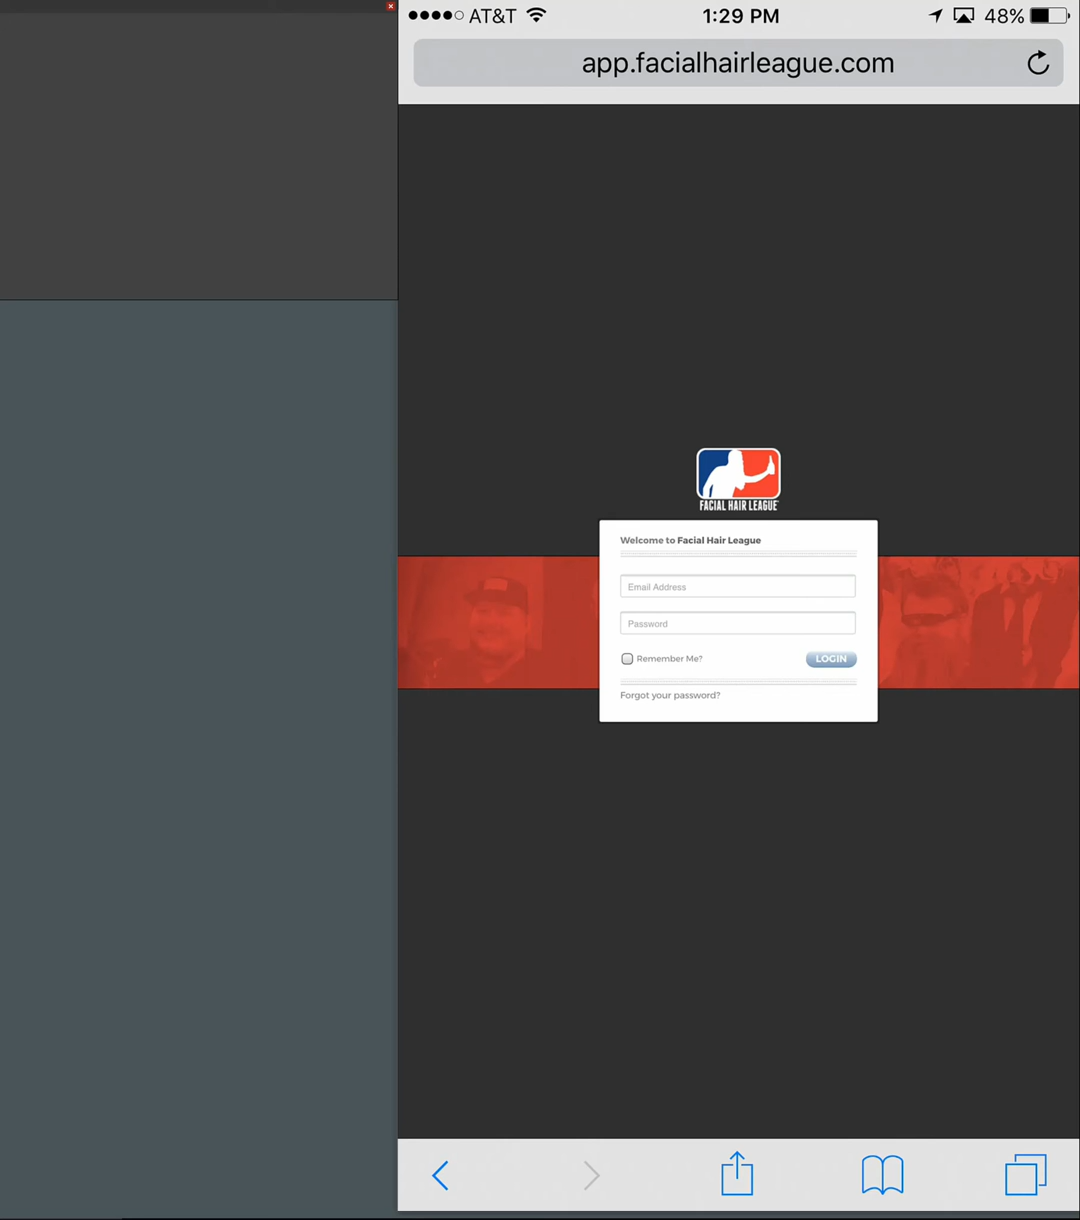 AT&T 1:29 PM 48%
app.facialhairleague.com
FACIAL HAIR LEAGUE
Welcome to Facial Hair League
Email Address
Password
Remember Me? LOGIN
Forgot your password?